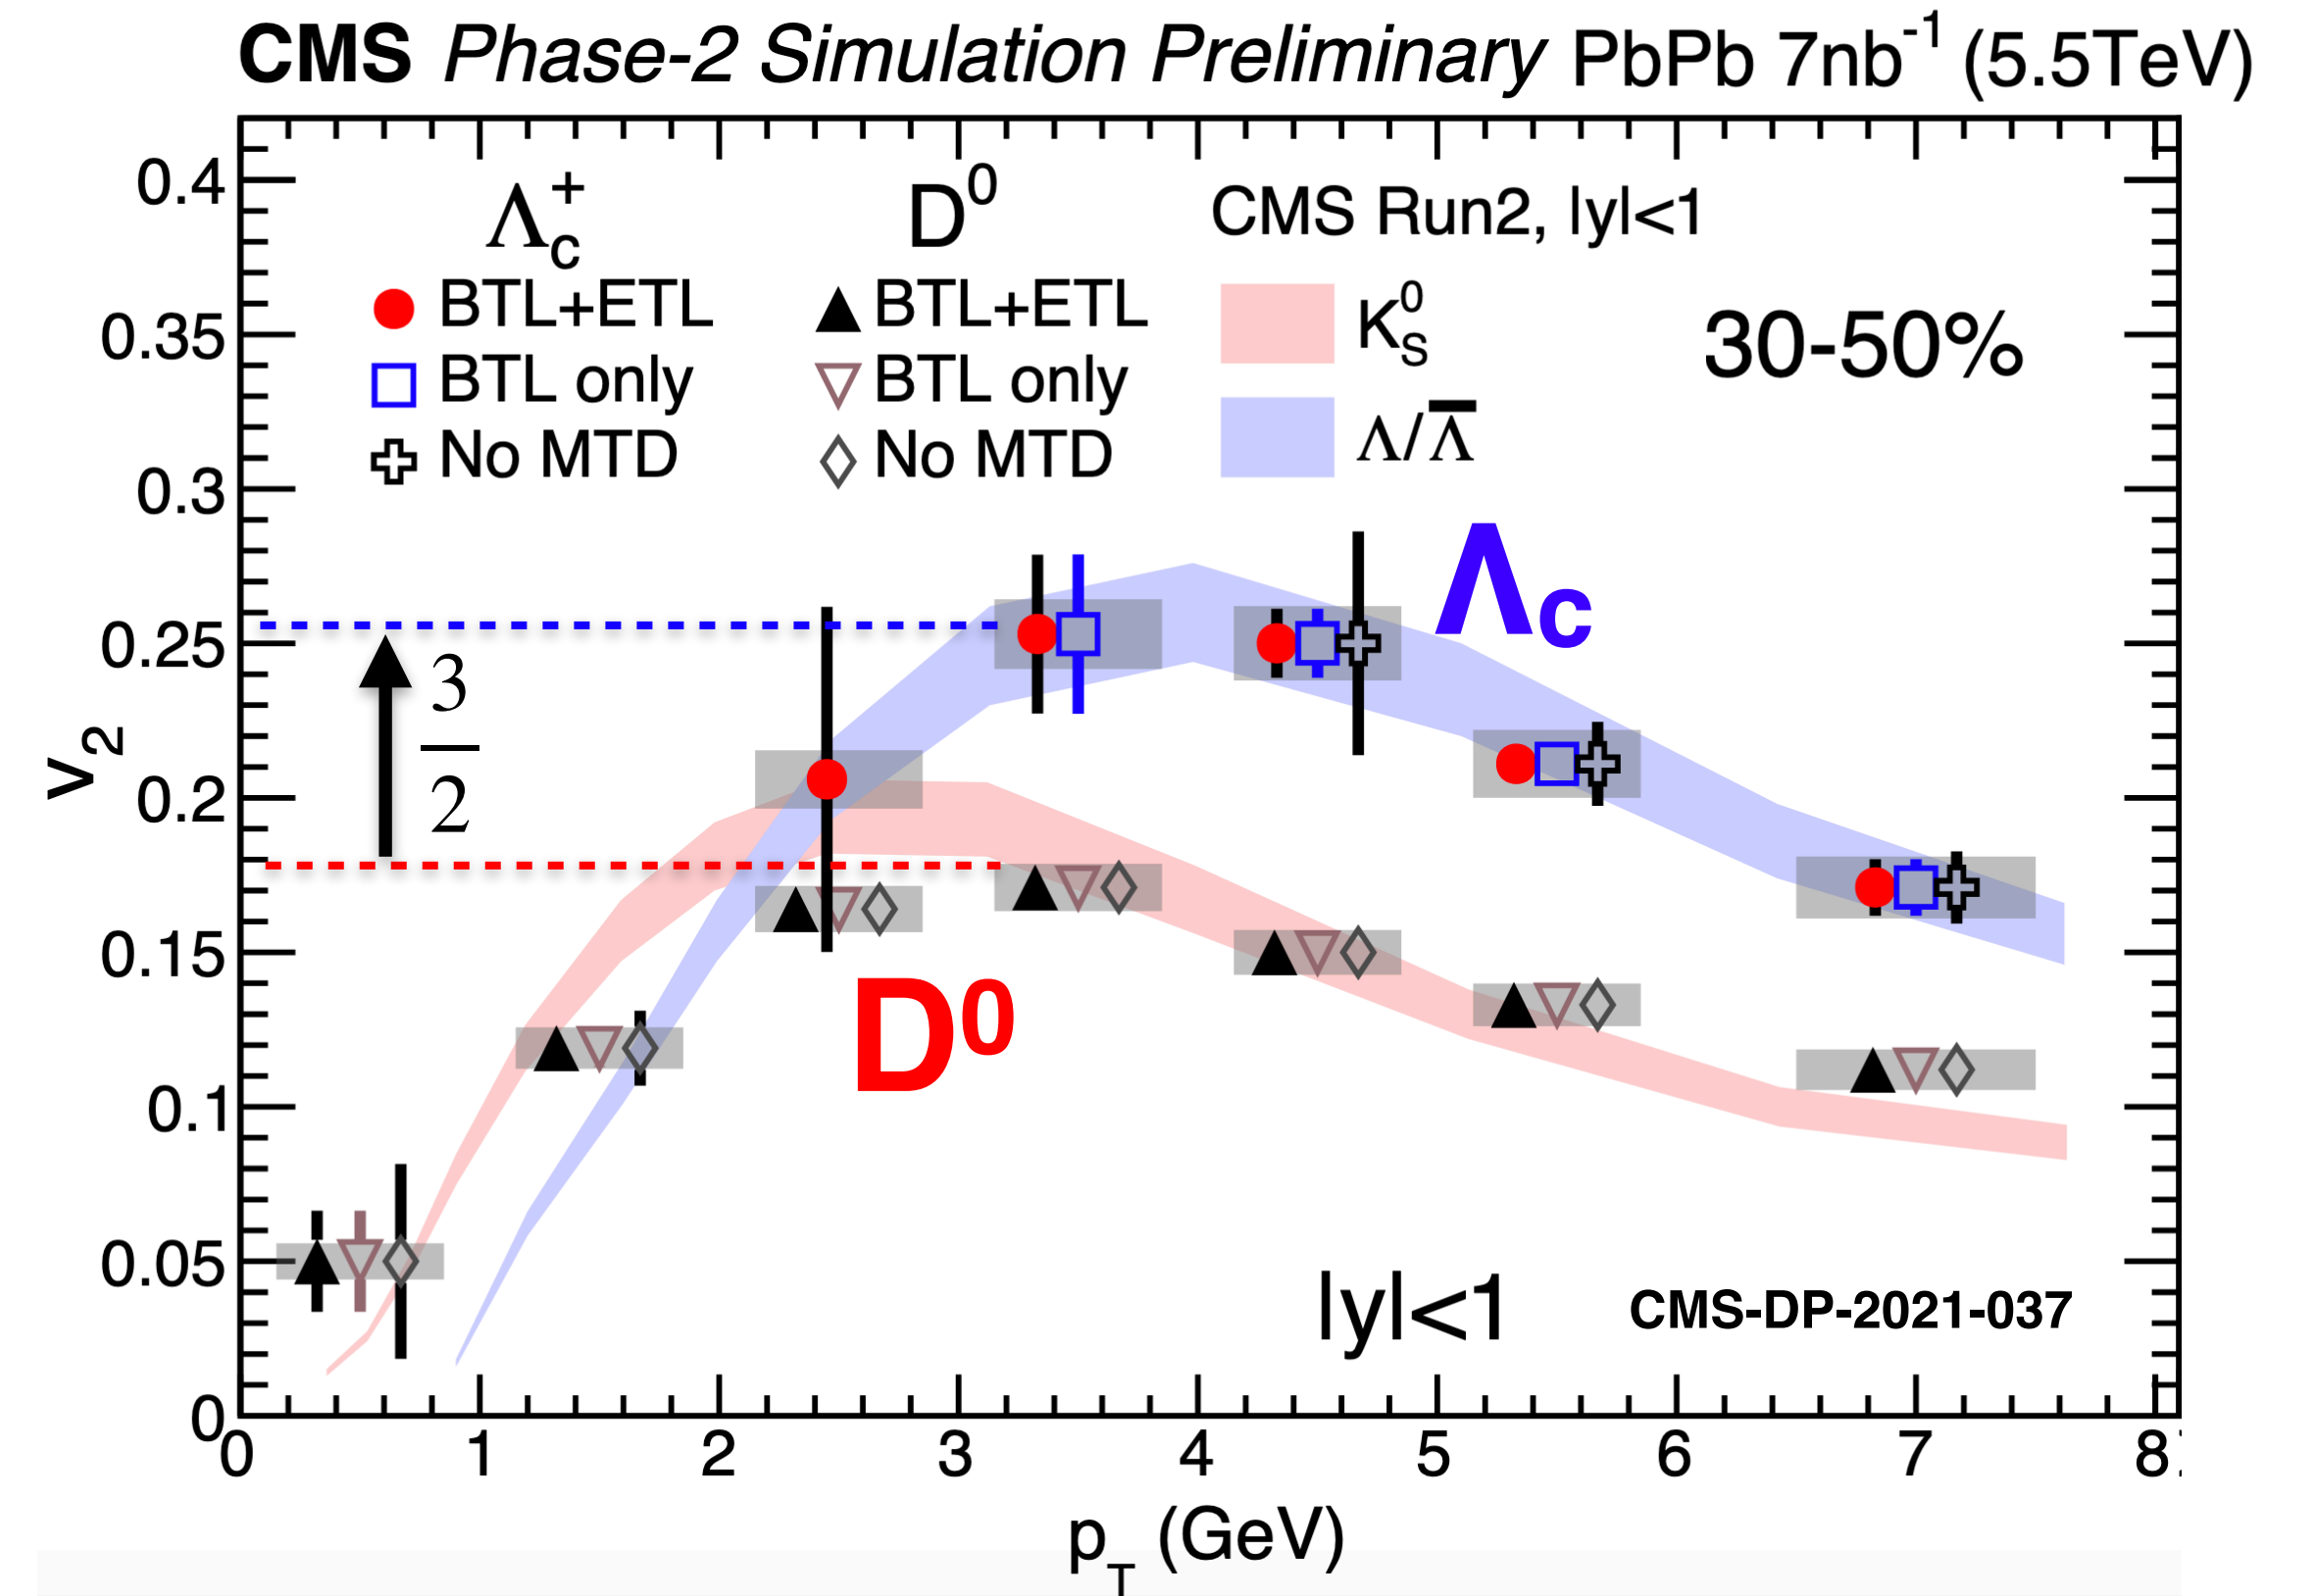 CMS Phase-2 Simulation Preliminary PbPb 7nb⁻¹ (5.5TeV)
Λc⁺ D⁰ CMS Run2, |y|<1
BTL+ETL BTL+ETL K⁰s
BTL only BTL only Λ/Λ̅
No MTD No MTD
30-50%
0.4
0.35
0.3
0.25
0.2
0.15
0.1
0.05
0
v₂
3
2
Λc
D⁰
|y|<1
CMS-DP-2021-037
0 1 2 3 4 5 6 7 8
p_T (GeV)